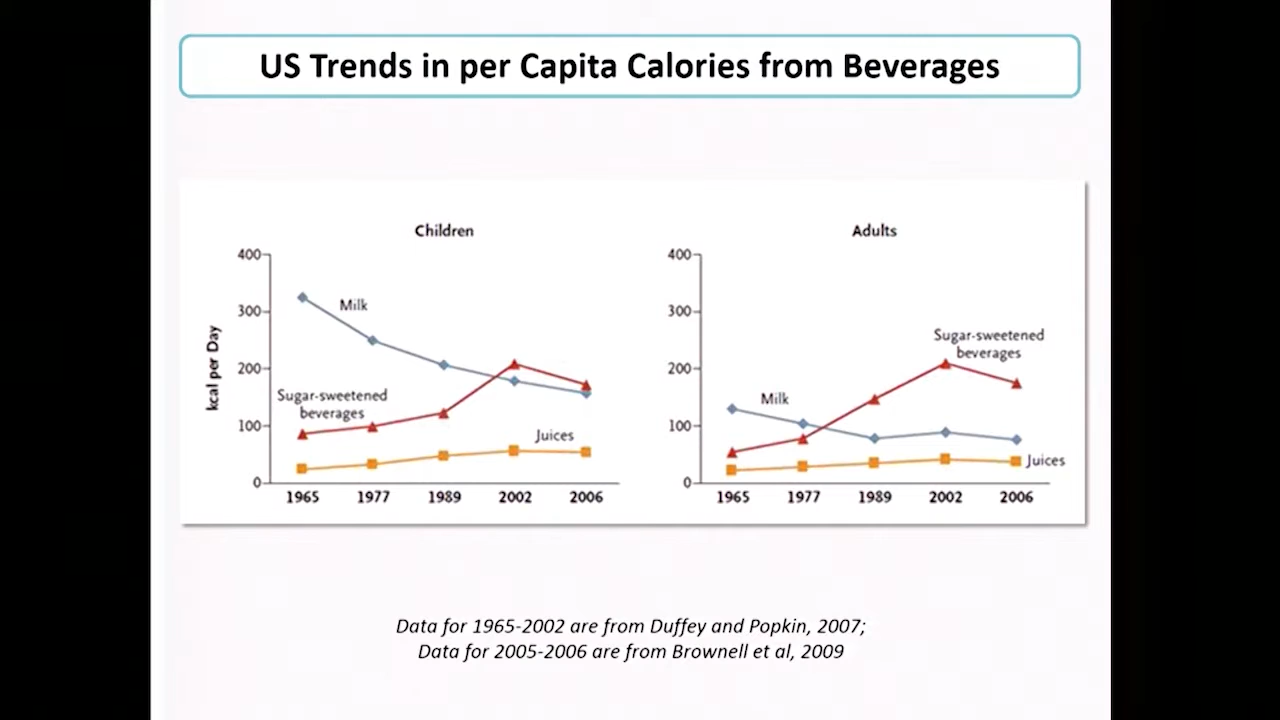 US Trends in per Capita Calories from Beverages
Children
400
300
200
100
0
kcal per Day
Milk
Sugar-sweetened
beverages
Juices
1965 1977 1989 2002 2006
Adults
400
300
200
100
0
Sugar-sweetened
beverages
Milk
Juices
1965 1977 1989 2002 2006
Data for 1965-2002 are from Duffey and Popkin, 2007;
Data for 2005-2006 are from Brownell et al, 2009